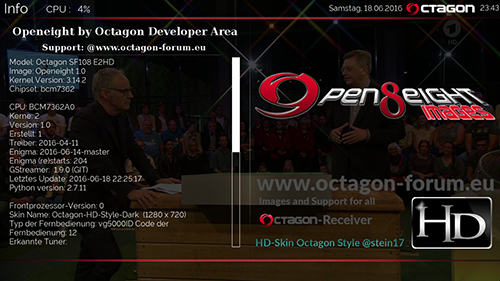 Info
CPU : 4%
Samstag, 18.06.2016
OCTAGON
23:43
Openeight by Octagon Developer Area
Support: @www.octagon-forum.eu
Model: Octagon SF108 E2HD
Image: Openeight 1.0
Kernel Version: 3.14.2
Chipset: bcm7362
CPU: BCM7362A0
Kerne: 2
Version: 1.0
Erstellt: 1
Treiber: 2016-04-11
Enigma: 2016-06-14-master
Enigma (re)starts: 204
GStreamer: 1.9.0 (GIT)
Letztes Update: 2016-06-18 22:25:17
Python version: 2.7.11
Frontprozessor-Version: 0
Skin Name: Octagon-HD-Style-Dark (1280 x 720)
Typ der Fernbedienung: vg5000ID Code der
Fernbedienung: 12
Erkannte Tuner:
HD
Open8eight
images
www.octagon-forum.eu
Images and Support for all
OCTAGON-Receiver
HD-Skin Octagon Style @stein17
HD